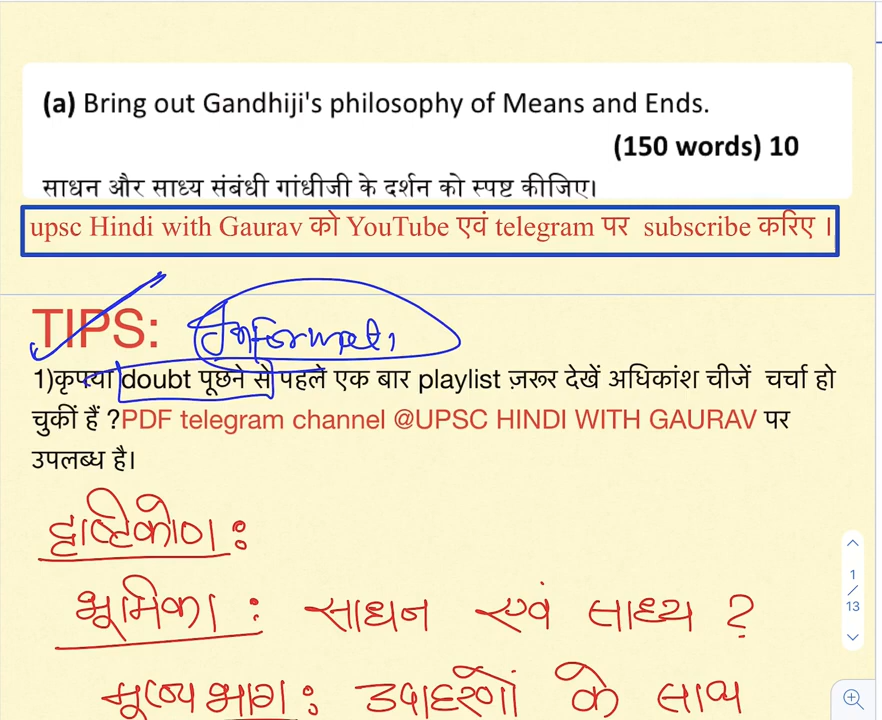 (a) Bring out Gandhiji's philosophy of Means and Ends.
(150 words) 10
साधन और साध्य संबंधी गांधीजी के दर्शन को स्पष्ट कीजिए।
upsc Hindi with Gaurav को YouTube एवं telegram पर subscribe करिए ।
TIPS:
1)कृपया doubt पूछने से पहले एक बार playlist ज़रूर देखें अधिकांश चीजें चर्चा हो
चुकीं हैं ?PDF telegram channel @UPSC HINDI WITH GAURAV पर
उपलब्ध है।
दृष्टिकोण :
भूमिका : साधन एवं साध्य ?
मुख्य भाग : उदाहरणों के साथ
1
/
13